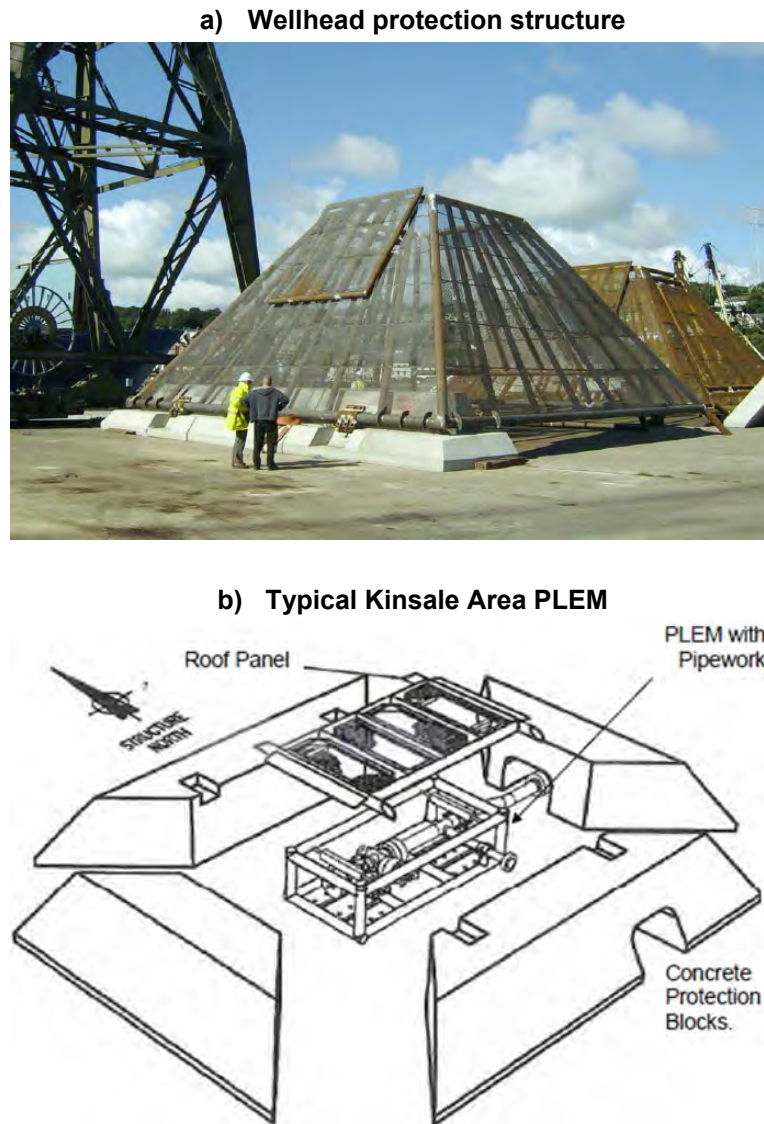 a) Wellhead protection structure
b) Typical Kinsale Area PLEM
PLEM with
Pipework
Roof Panel
STRUCTURE
NORTH
Concrete
Protection
Blocks.